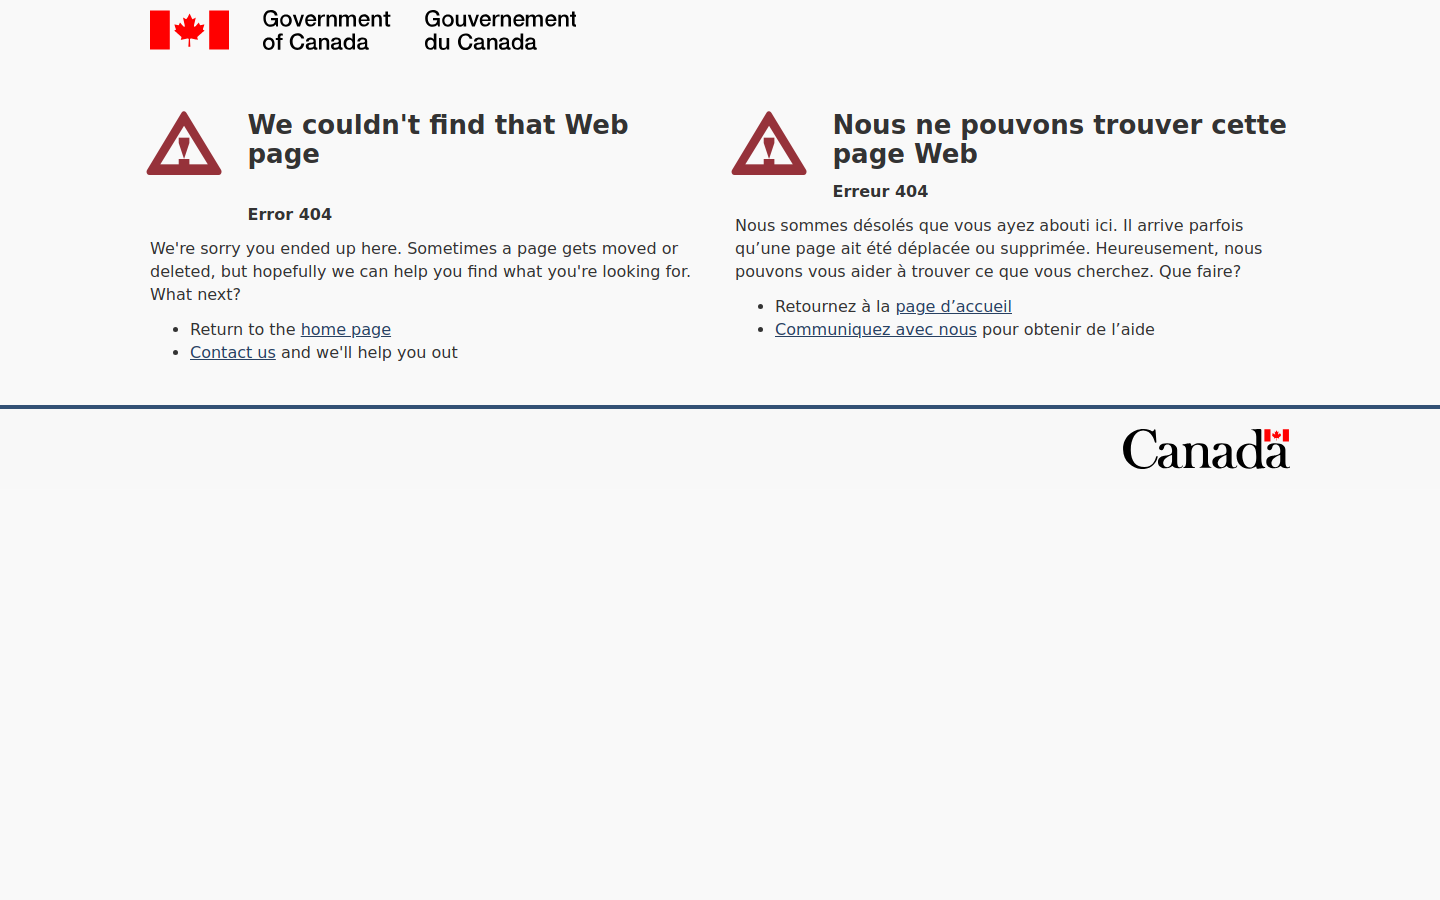 Government
of Canada
Gouvernement
du Canada
We couldn't find that Web
page
Error 404
We're sorry you ended up here. Sometimes a page gets moved or
deleted, but hopefully we can help you find what you're looking for.
What next?
• Return to the home page
• Contact us and we'll help you out
Nous ne pouvons trouver cette
page Web
Erreur 404
Nous sommes désolés que vous ayez abouti ici. Il arrive parfois
qu’une page ait été déplacée ou supprimée. Heureusement, nous
pouvons vous aider à trouver ce que vous cherchez. Que faire?
• Retournez à la page d’accueil
• Communiquez avec nous pour obtenir de l’aide
Canada